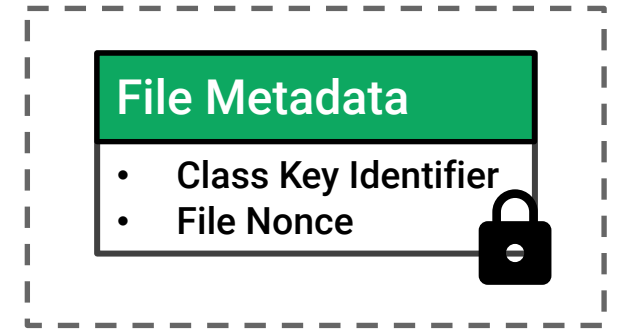 File Metadata
• Class Key Identifier
• File Nonce